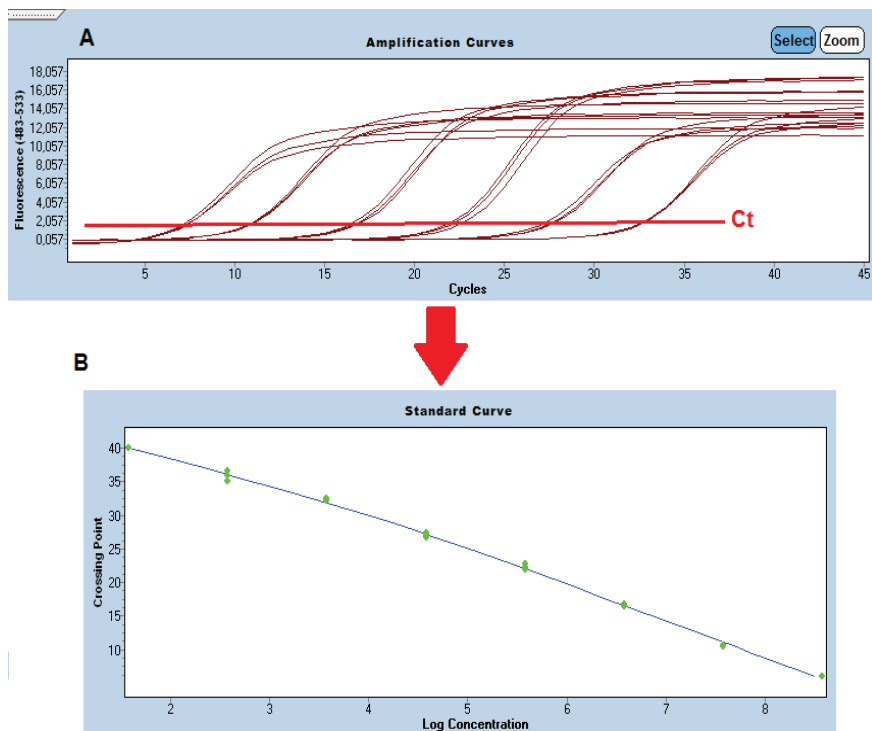 A
Amplification Curves
Select Zoom
Fluorescence (483-533)
18,057
16,057
14,057
12,057
10,057
8,057
6,057
4,057
2,057
0,057
Ct
5 10 15 20 25 30 35 40 45
Cycles
B
Standard Curve
Crossing Point
40
35
30
25
20
15
10
2 3 4 5 6 7 8
Log Concentration